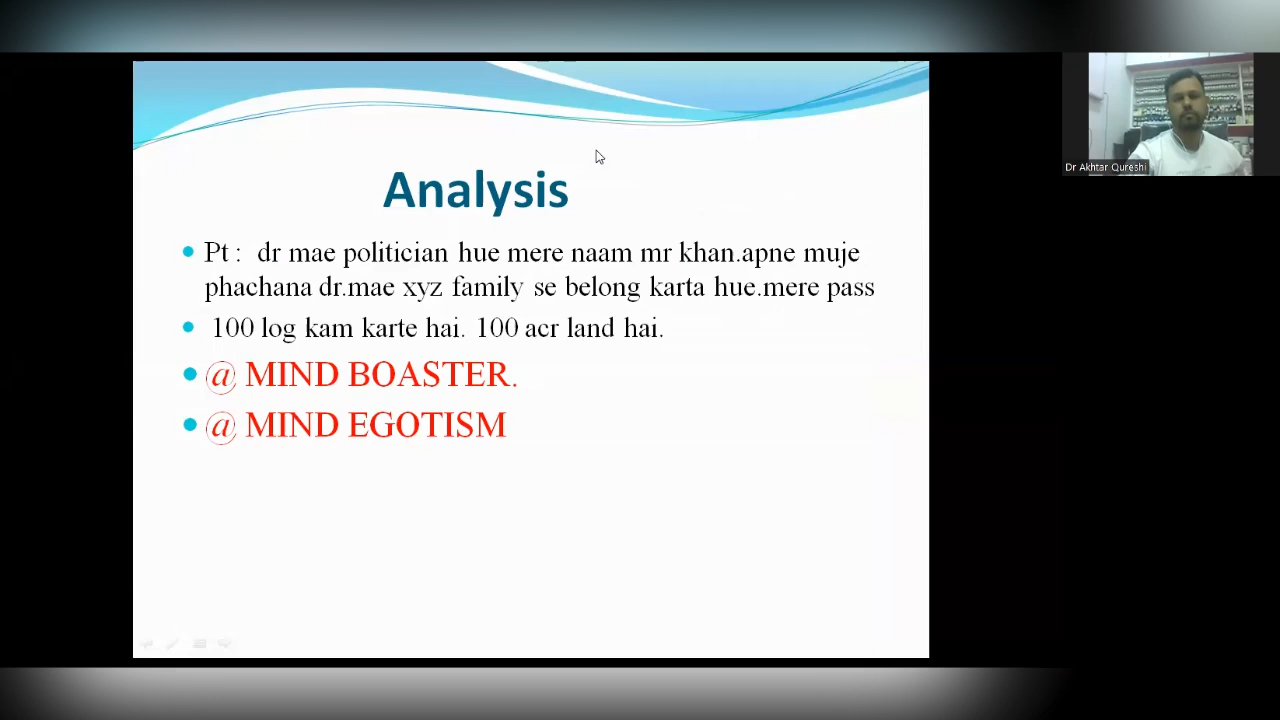 Analysis
Pt : dr mae politician hue mere naam mr khan.apne muje
phachana dr.mae xyz family se belong karta hue.mere pass
100 log kam karte hai. 100 acr land hai.
@ MIND BOASTER.
@ MIND EGOTISM
Dr Akhtar Qureshi